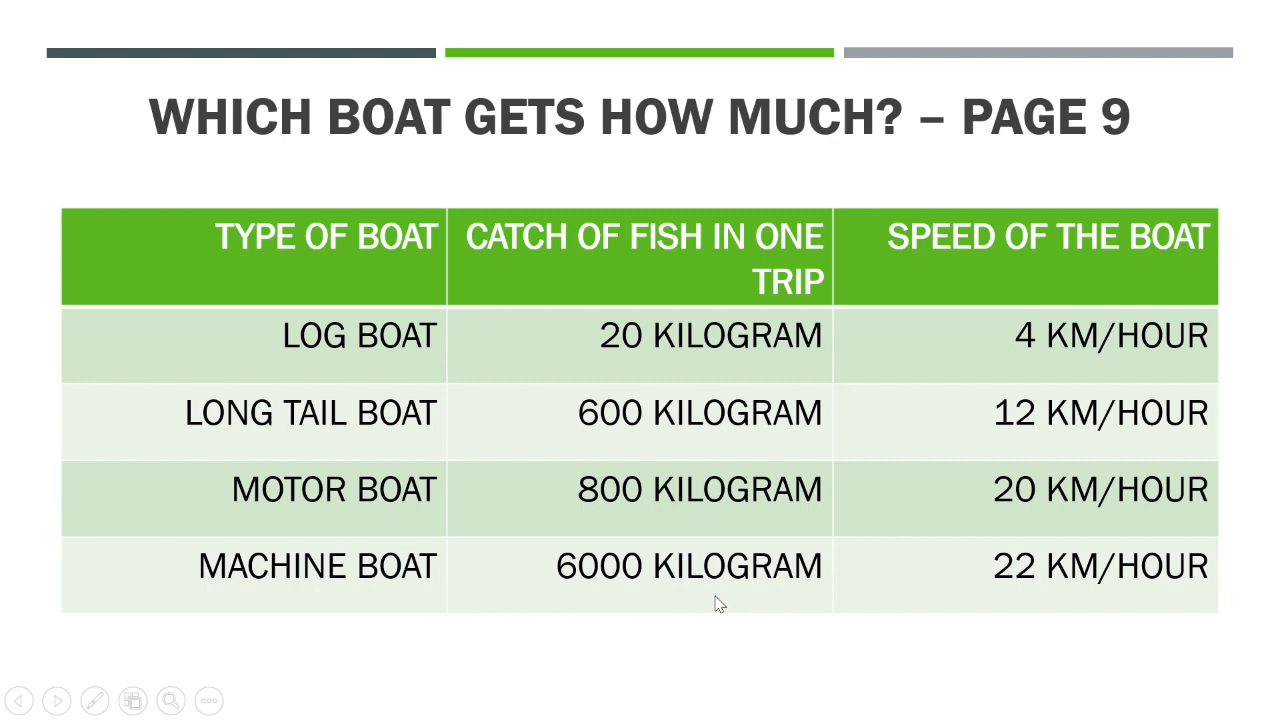 WHICH BOAT GETS HOW MUCH? – PAGE 9
TYPE OF BOAT CATCH OF FISH IN ONE TRIP SPEED OF THE BOAT
LOG BOAT 20 KILOGRAM 4 KM/HOUR
LONG TAIL BOAT 600 KILOGRAM 12 KM/HOUR
MOTOR BOAT 800 KILOGRAM 20 KM/HOUR
MACHINE BOAT 6000 KILOGRAM 22 KM/HOUR